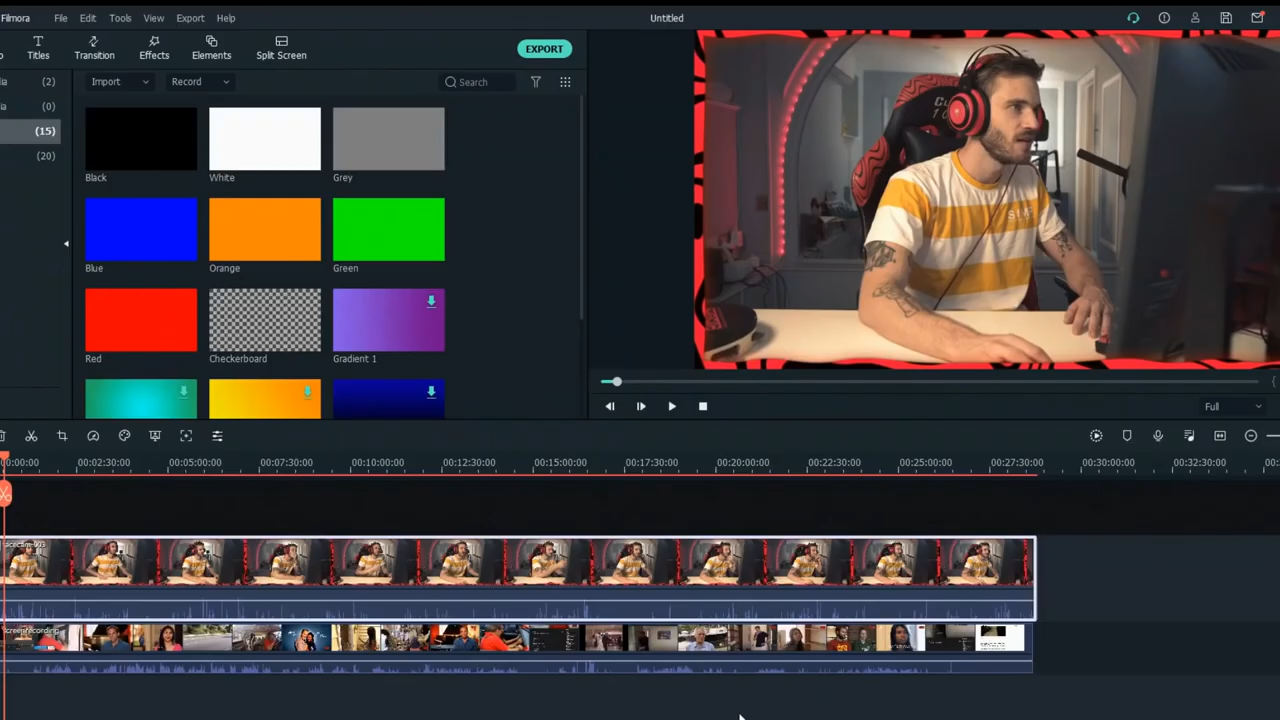 Filmora File Edit Tools View Export Help Untitled
Titles Transition Effects Elements Split Screen EXPORT
(2) Import Record Search
(0)
(15)
(20)
Black White Grey
Blue Orange Green
Red Checkerboard Gradient 1
Full
00:00:00 00:02:30:00 00:05:00:00 00:07:30:00 00:10:00:00 00:12:30:00 00:15:00:00 00:17:30:00 00:20:00:00 00:22:30:00 00:25:00:00 00:27:30:00 00:30:00:00 00:32:30:00
screenrecording